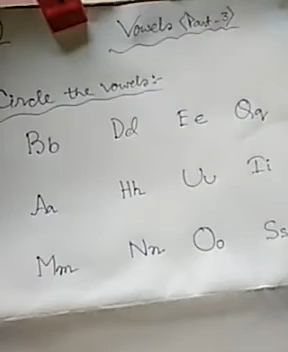 Vowels (Part-3)
Circle the vowels:-
Bb Dd Ee Qq
Aa Hh Uu Ii
Mm Nn Oo Ss